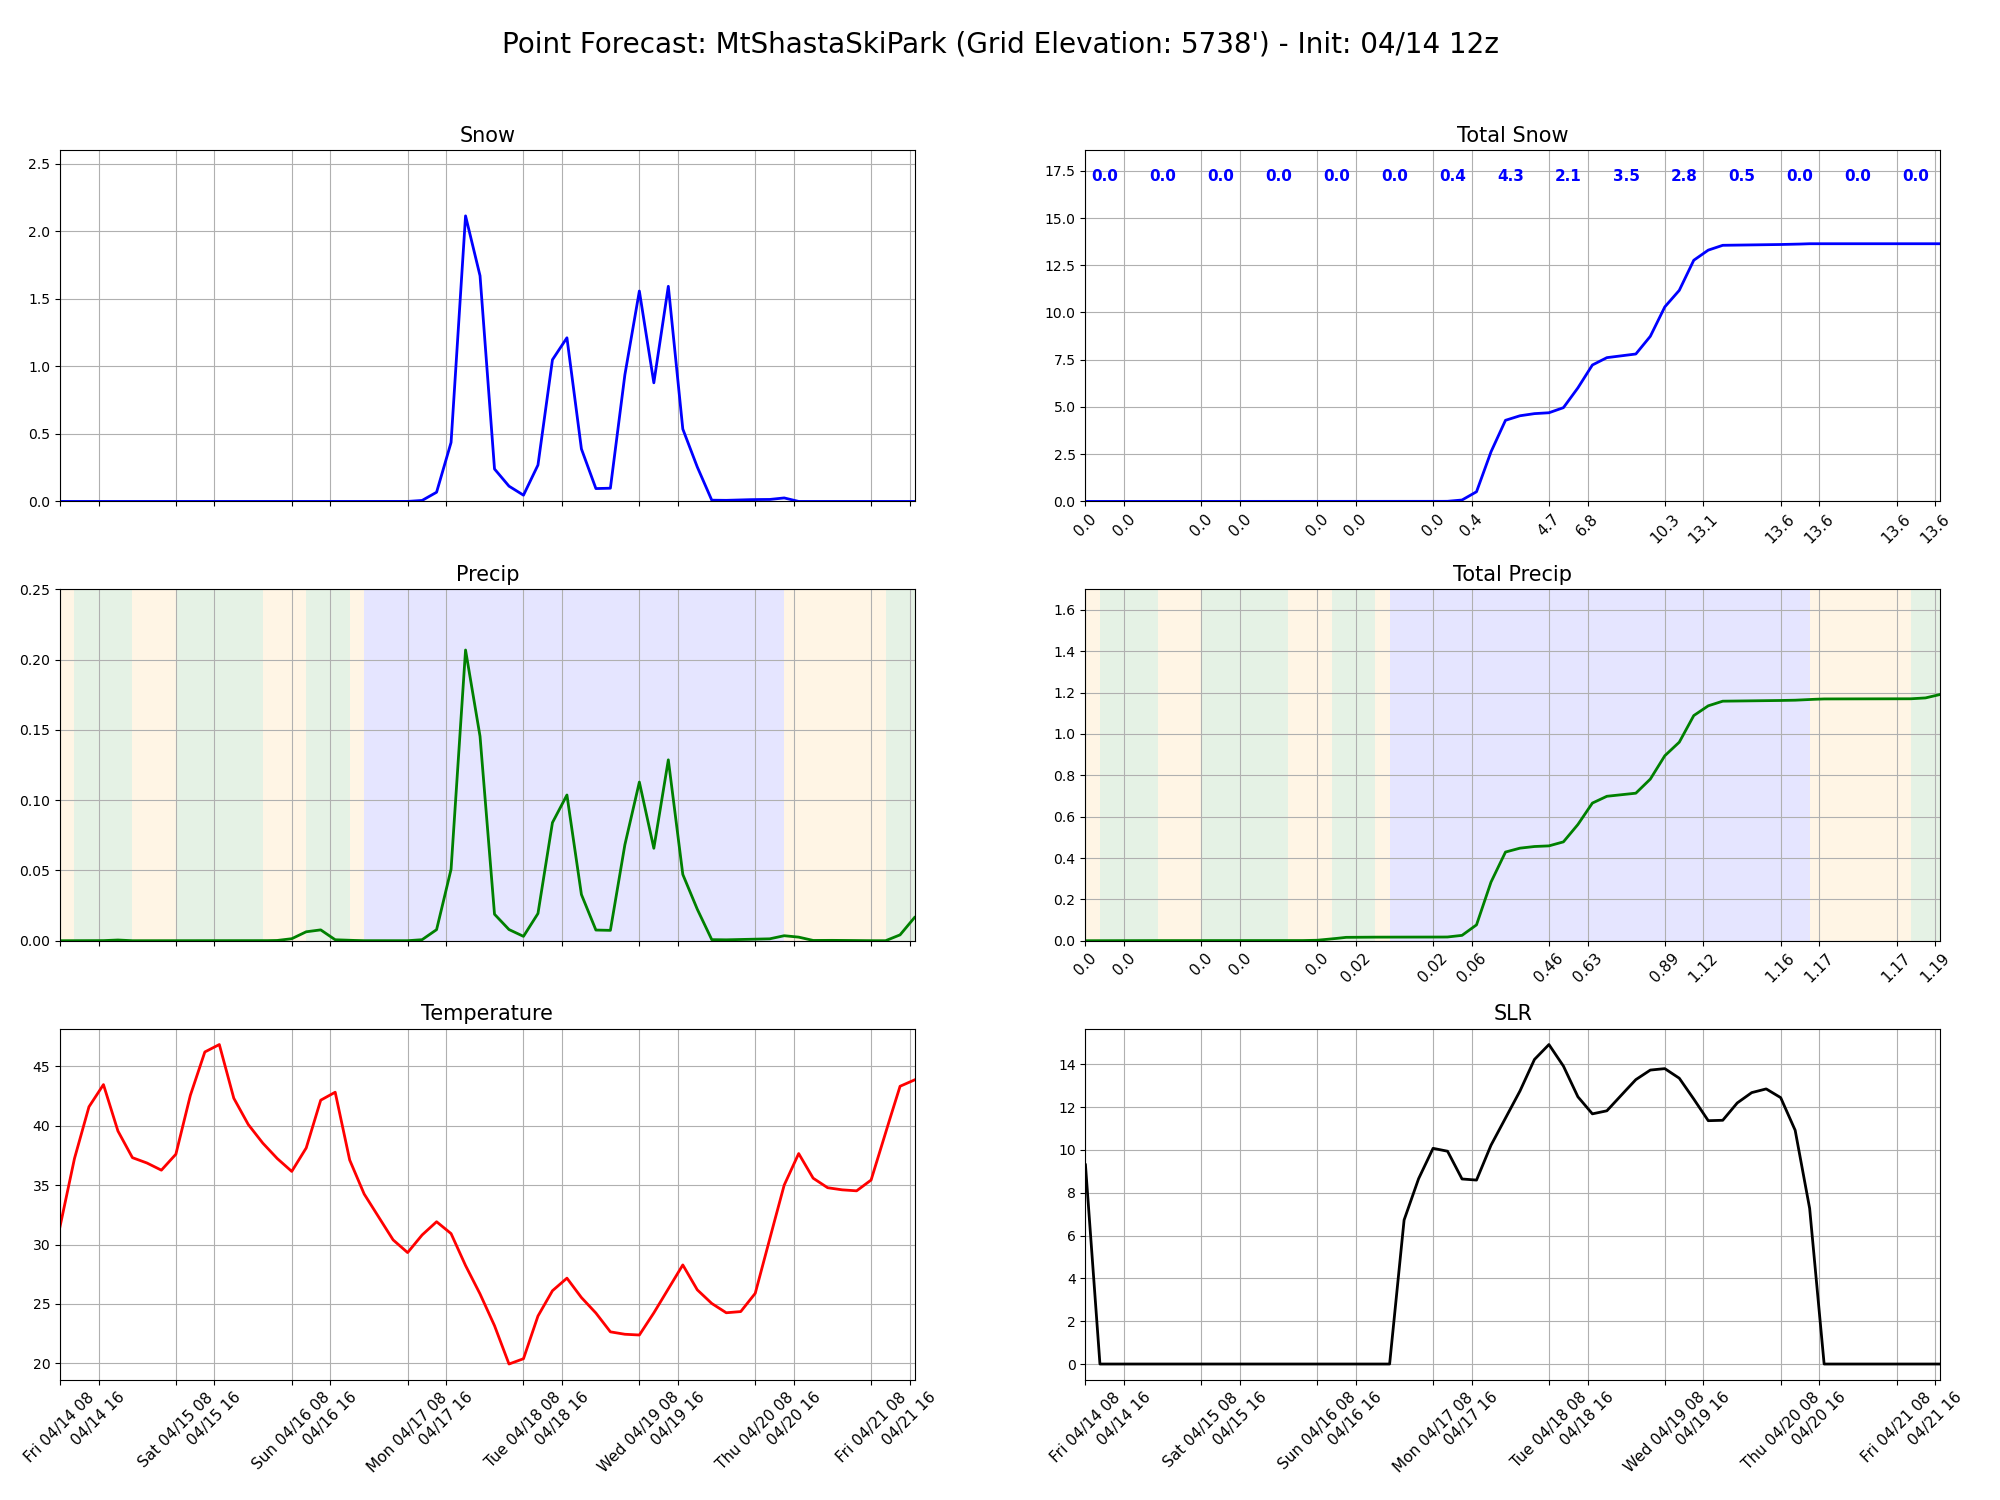 Point Forecast: MtShastaSkiPark (Grid Elevation: 5738') - Init: 04/14 12z
Snow
2.5
2.0
1.5
1.0
0.5
0.0
Total Snow
17.5
15.0
12.5
10.0
7.5
5.0
2.5
0.0
0.0 0.0 0.0 0.0 0.0 0.0 0.4 4.3 2.1 3.5 2.8 0.5 0.0 0.0 0.0
0.0 0.0 0.0 0.0 0.0 0.0 0.0 0.4 4.7 6.8 10.3 13.1 13.6 13.6 13.6 13.6
Precip
0.25
0.20
0.15
0.10
0.05
0.00
Total Precip
1.6
1.4
1.2
1.0
0.8
0.6
0.4
0.2
0.0
0.0 0.0 0.0 0.0 0.0 0.02 0.02 0.06 0.46 0.63 0.89 1.12 1.16 1.17 1.17 1.19
Temperature
45
40
35
30
25
20
Fri 04/14 08
04/14 16
Sat 04/15 08
04/15 16
Sun 04/16 08
04/16 16
Mon 04/17 08
04/17 16
Tue 04/18 08
04/18 16
Wed 04/19 08
04/19 16
Thu 04/20 08
04/20 16
Fri 04/21 08
04/21 16
SLR
14
12
10
8
6
4
2
0
Fri 04/14 08
04/14 16
Sat 04/15 08
04/15 16
Sun 04/16 08
04/16 16
Mon 04/17 08
04/17 16
Tue 04/18 08
04/18 16
Wed 04/19 08
04/19 16
Thu 04/20 08
04/20 16
Fri 04/21 08
04/21 16